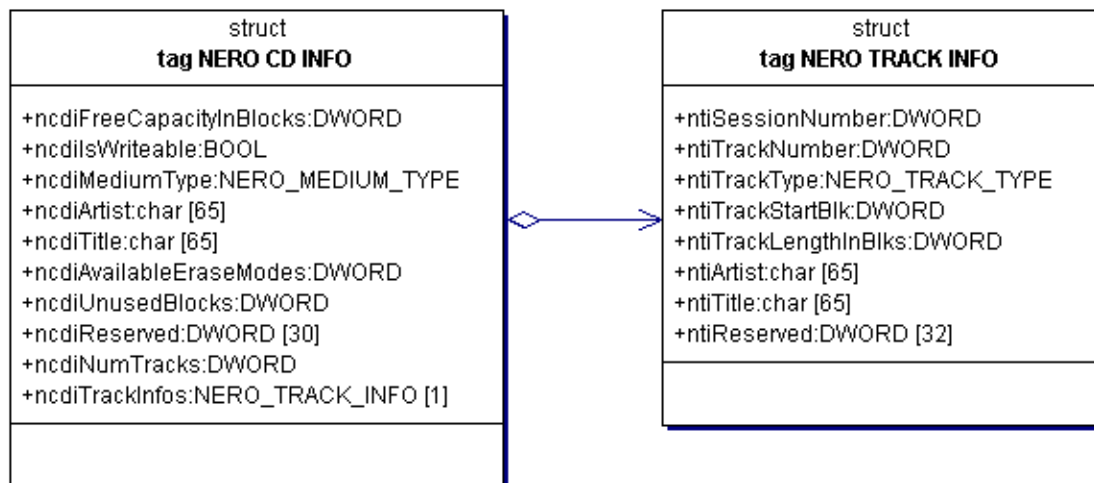 struct
tag NERO CD INFO
+ncdiFreeCapacityInBlocks:DWORD
+ncdiIsWriteable:BOOL
+ncdiMediumType:NERO_MEDIUM_TYPE
+ncdiArtist:char [65]
+ncdiTitle:char [65]
+ncdiAvailableEraseModes:DWORD
+ncdiUnusedBlocks:DWORD
+ncdiReserved:DWORD [30]
+ncdiNumTracks:DWORD
+ncdiTrackInfos:NERO_TRACK_INFO [1]
struct
tag NERO TRACK INFO
+ntiSessionNumber:DWORD
+ntiTrackNumber:DWORD
+ntiTrackType:NERO_TRACK_TYPE
+ntiTrackStartBlk:DWORD
+ntiTrackLengthInBlks:DWORD
+ntiArtist:char [65]
+ntiTitle:char [65]
+ntiReserved:DWORD [32]